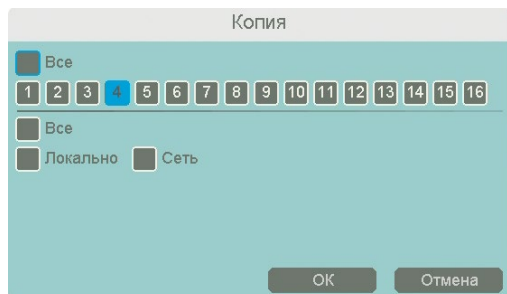 Копия
Все
1 2 3 4 5 6 7 8 9 10 11 12 13 14 15 16
Все
Локально Сеть
ОК Отмена